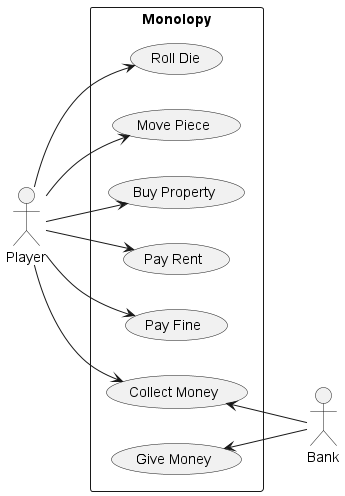 Monolopy
Roll Die
Move Piece
Buy Property
Pay Rent
Player
Pay Fine
Collect Money
Give Money
Bank